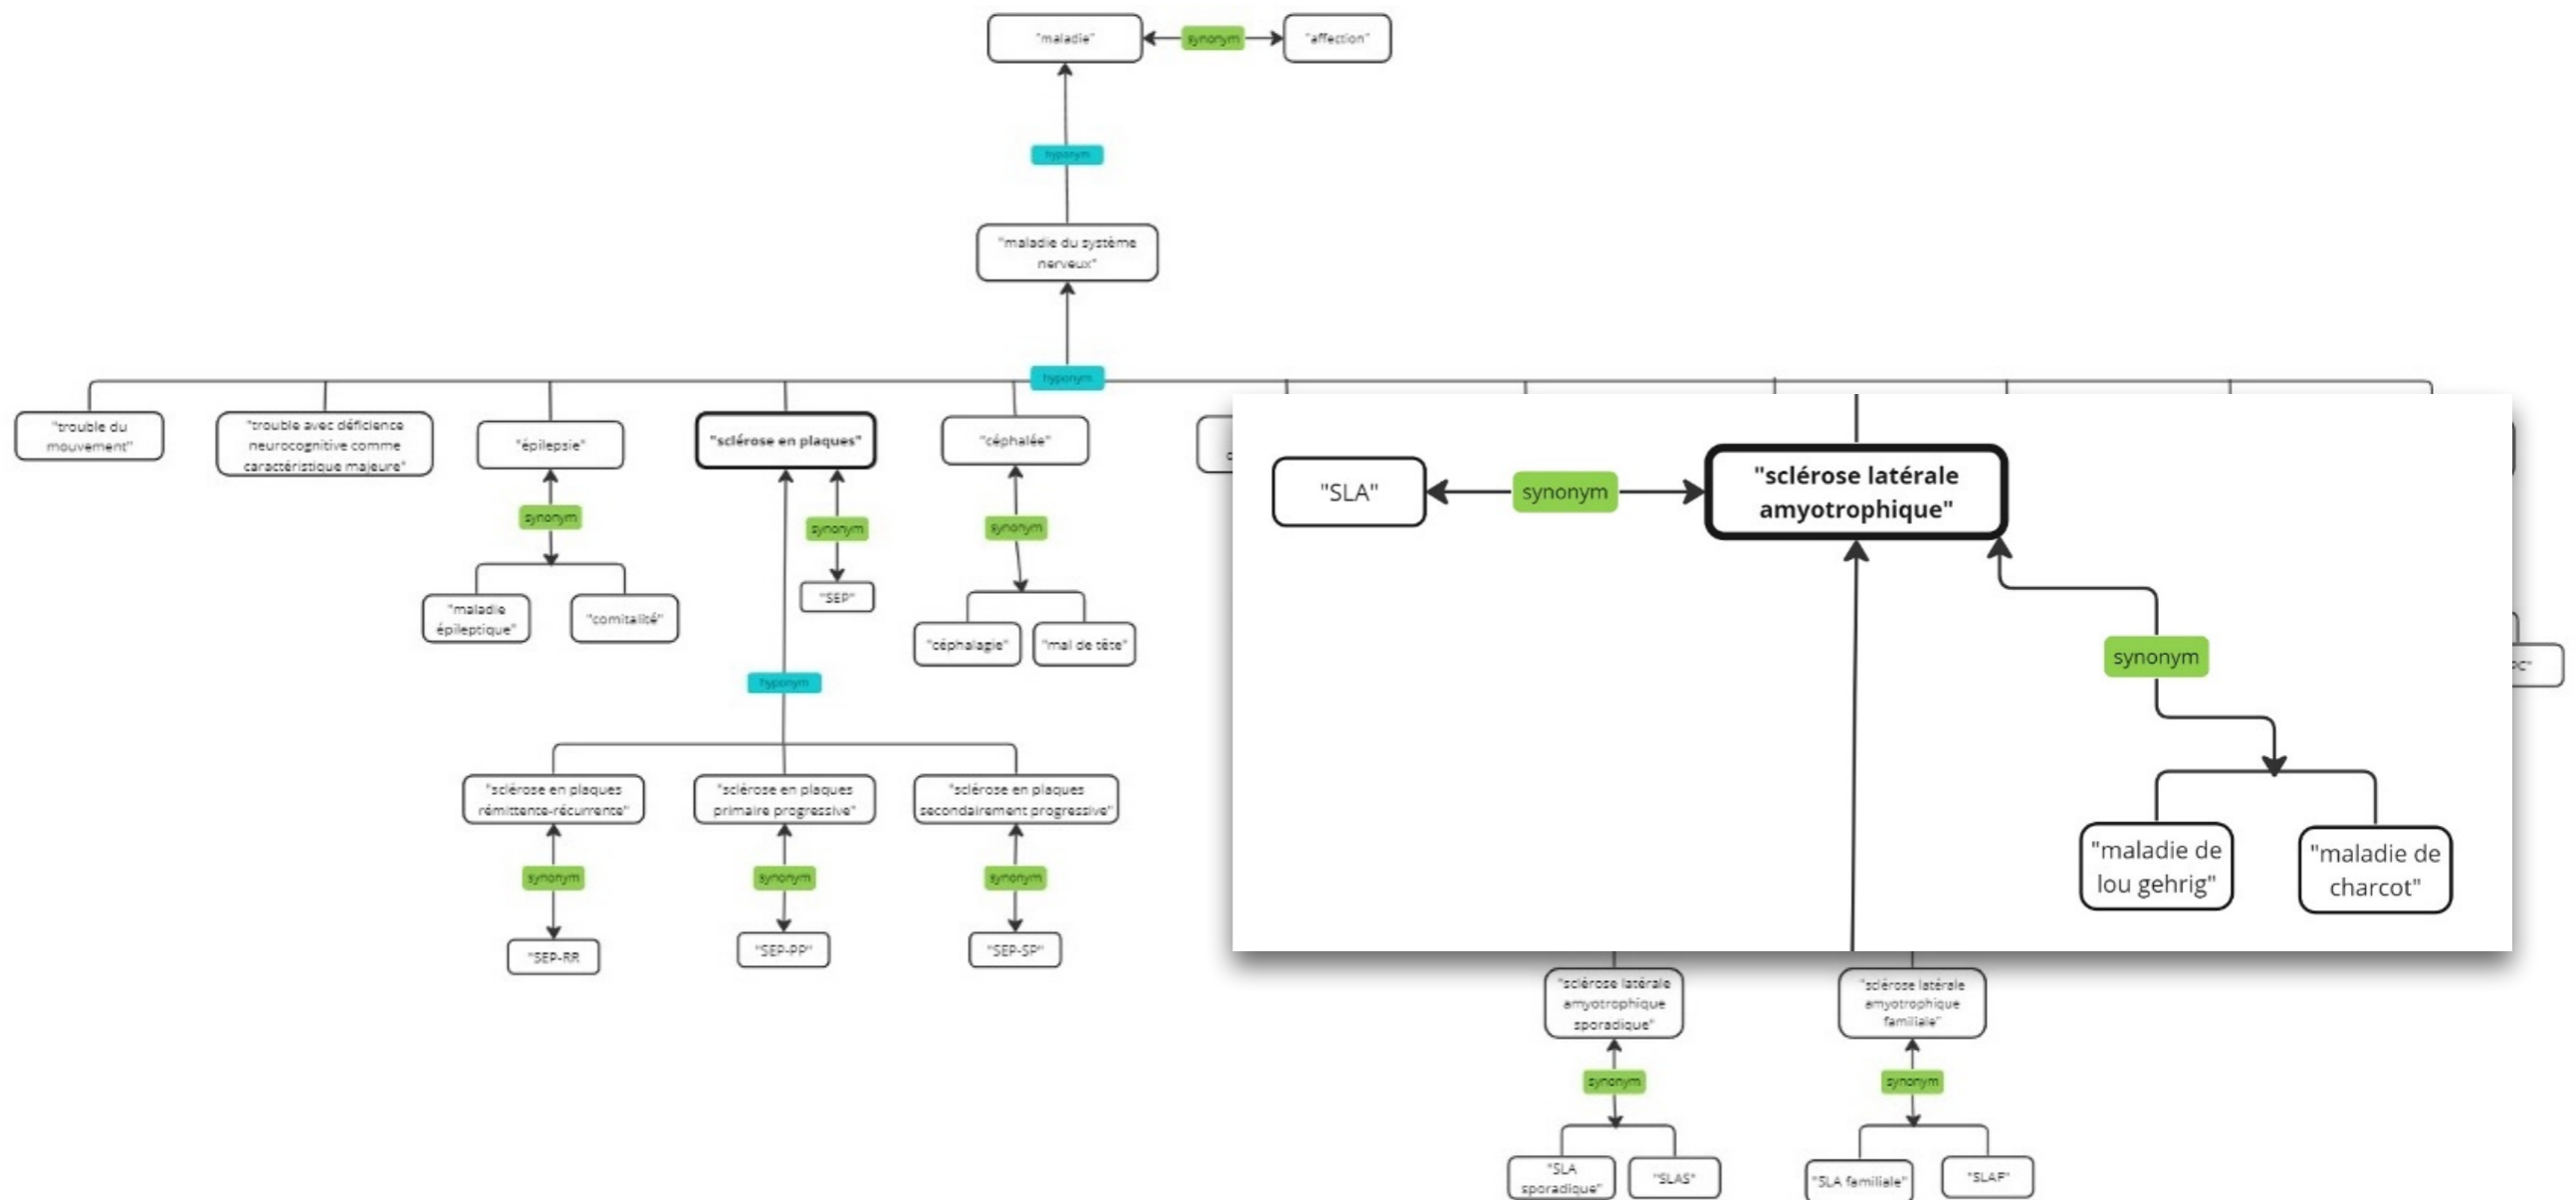 "maladie"
synonym
"affection"
hyponym
"maladie du système
nerveux"
hyponym
"trouble du
mouvement"
"trouble avec déficience
neurocognitive comme
caractéristique majeure"
"épilepsie"
"sclérose en plaques"
"céphalée"
synonym
synonym
synonym
"maladie
épileptique"
"comitalité"
"SEP"
"céphalagie"
"mal de tête"
hyponym
"sclérose en plaques
rémittente-récurrente"
"sclérose en plaques
primaire progressive"
"sclérose en plaques
secondairement progressive"
synonym
synonym
synonym
"SEP-RR
"SEP-PP"
"SEP-SP"
"SLA"
synonym
"sclérose latérale
amyotrophique"
synonym
"maladie de
lou gehrig"
"maladie de
charcot"
"sclérose latérale
amyotrophique
sporadique"
"sclérose latérale
amyotrophique
familiale"
synonym
synonym
"SLA
sporadique"
"SLAS"
"SLA familiale"
"SLAF"